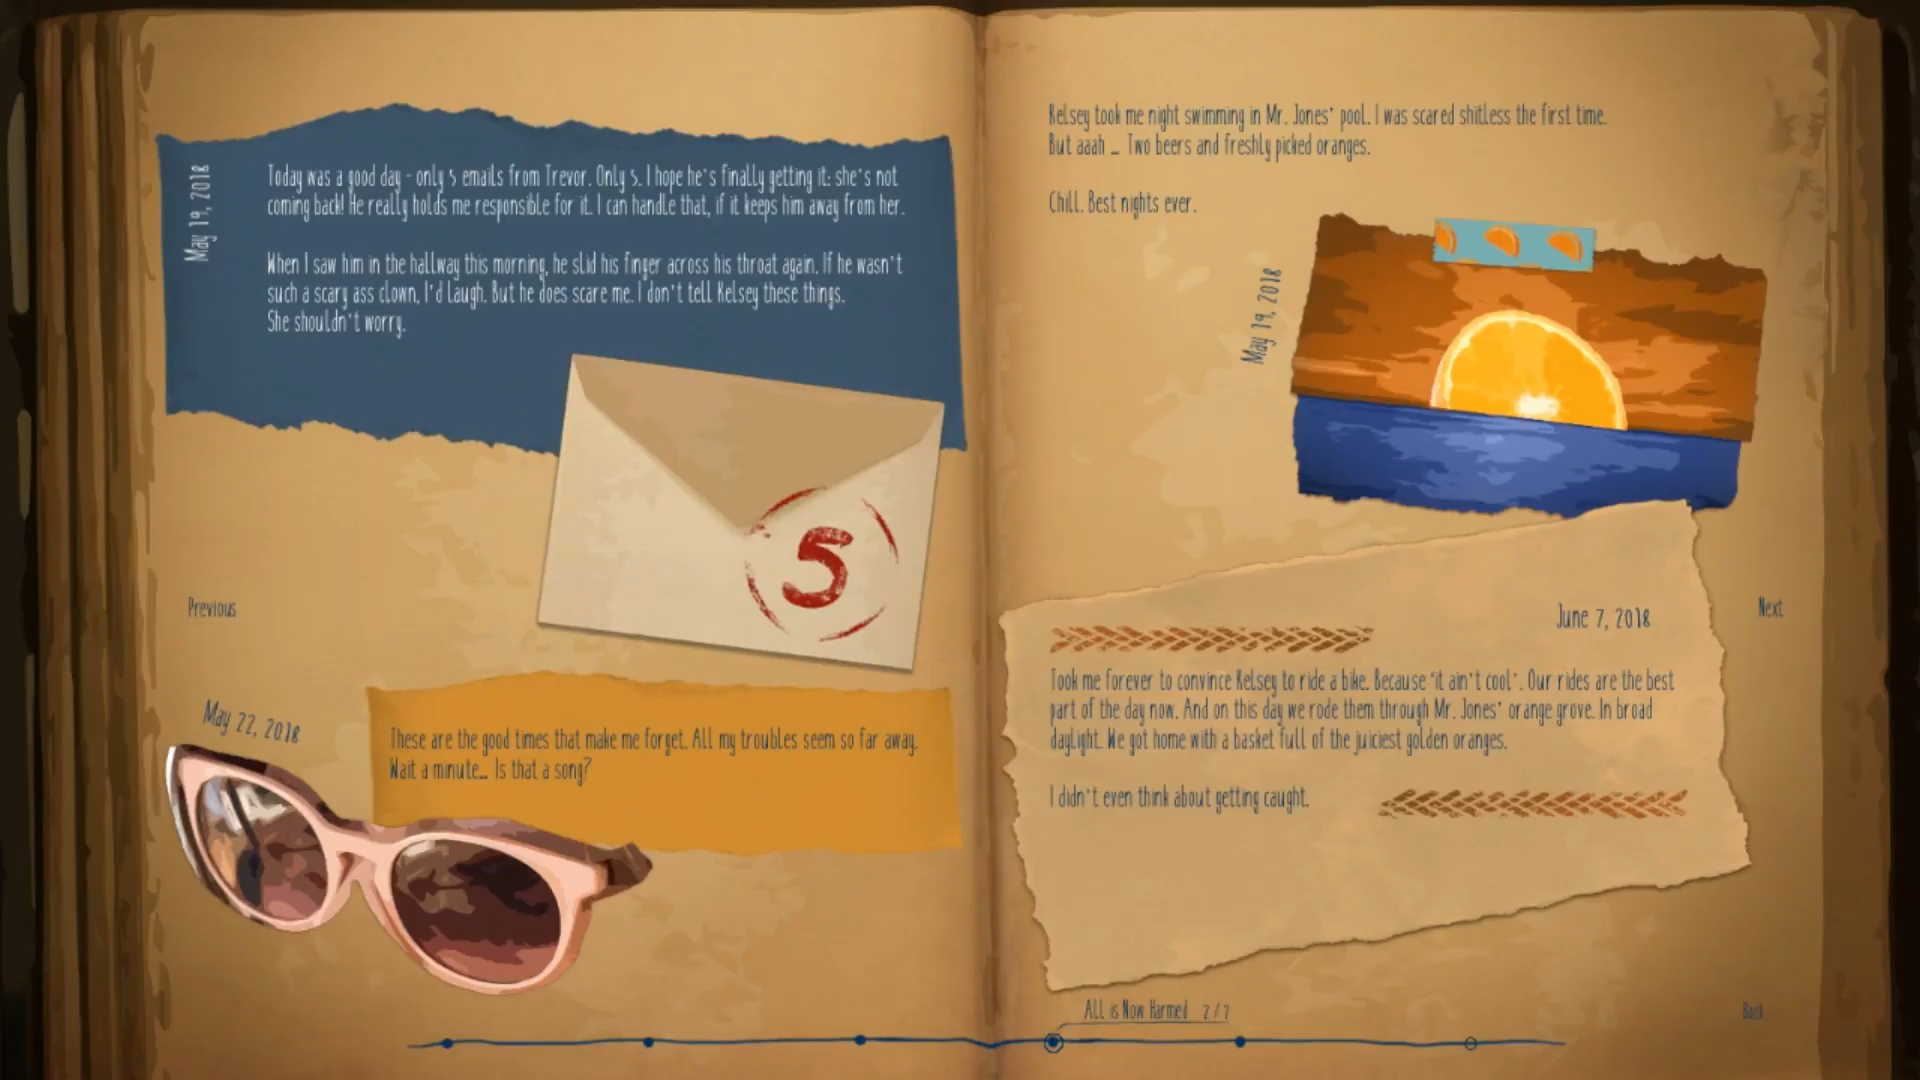 May 19, 2018
Today was a good day - only 5 emails from Trevor. Only 5. I hope he's finally getting it: she's not
coming back! He really holds me responsible for it. I can handle that, if it keeps him away from her.
When I saw him in the hallway this morning, he slid his finger across his throat again. If he wasn't
such a scary ass clown, I'd laugh. But he does scare me. I don't tell Kelsey these things.
She shouldn't worry.
5
Previous
May 22, 2018
These are the good times that make me forget. All my troubles seem so far away.
Wait a minute... Is that a song?
Kelsey took me night swimming in Mr. Jones' pool. I was scared shitless the first time.
But aaah ... Two beers and freshly picked oranges.
Chill. Best nights ever.
May 19, 2018
June 7, 2018
Next
Took me forever to convince Kelsey to ride a bike. Because 'it ain't cool'. Our rides are the best
part of the day now. And on this day we rode them through Mr. Jones' orange grove. In broad
daylight. We got home with a basket full of the juiciest golden oranges.
I didn't even think about getting caught.
ALL is Now Harmed 2/2
Back